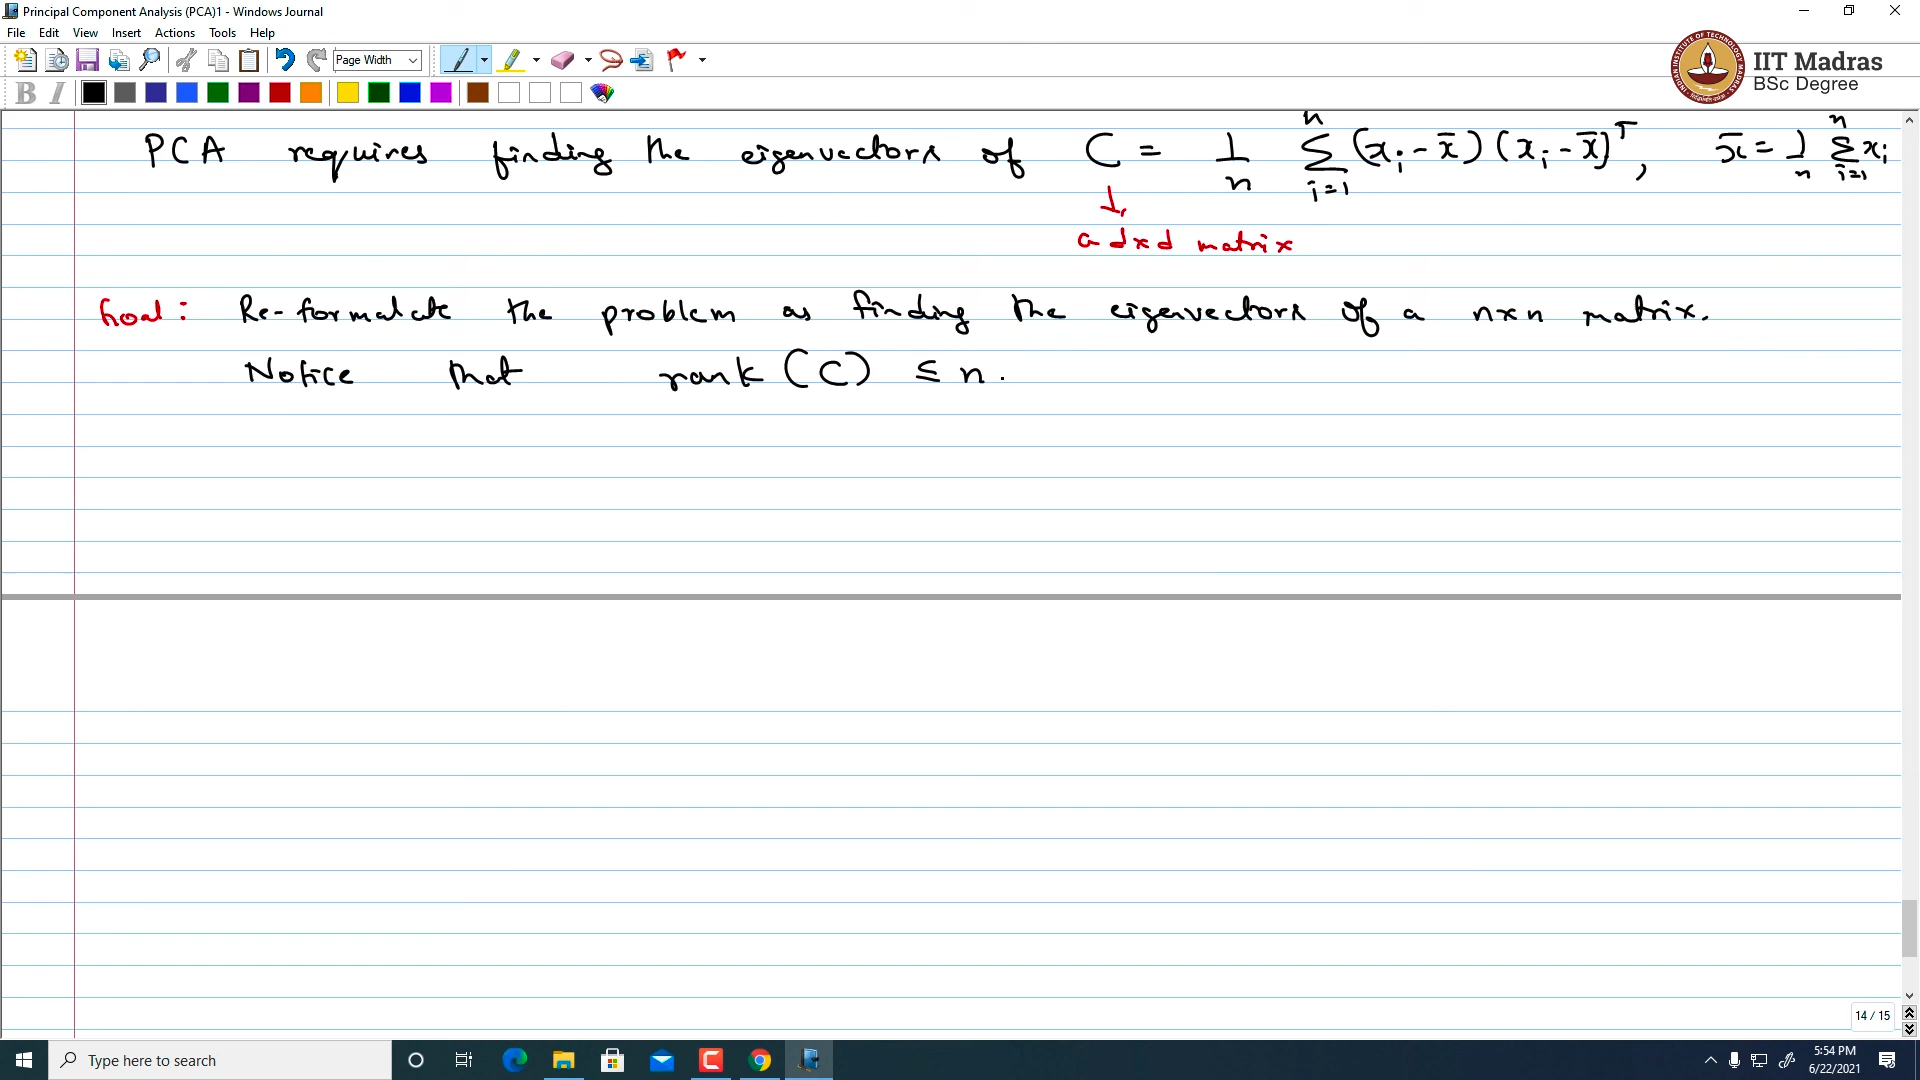 Principal Component Analysis (PCA)1 - Windows Journal
File Edit View Insert Actions Tools Help
Page Width
B I
IIT Madras
BSc Degree
PCA requires finding the eigenvectors of C = 1/n Σ_{i=1}^{n} (x_i - x̄)(x_i - x̄)^T, x̄ = 1/n Σ_{i=1}^{n} x_i
↓
a dxd matrix
Goal: Re-formulate the problem as finding the eigenvectors of a nxn matrix.
Notice that rank (C) ≤ n.
14 / 15
Type here to search
5:54 PM
6/22/2021